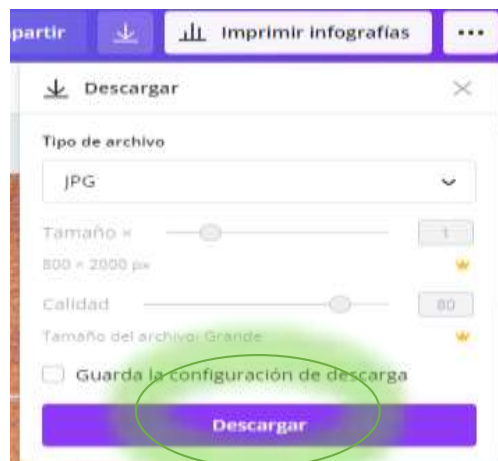 partir Imprimir infografías ...
Descargar
Tipo de archivo
JPG
Tamaño × 1
800 × 2000 px
Calidad 80
Tamaño del archivo: Grande
Guarda la configuración de descarga
Descargar